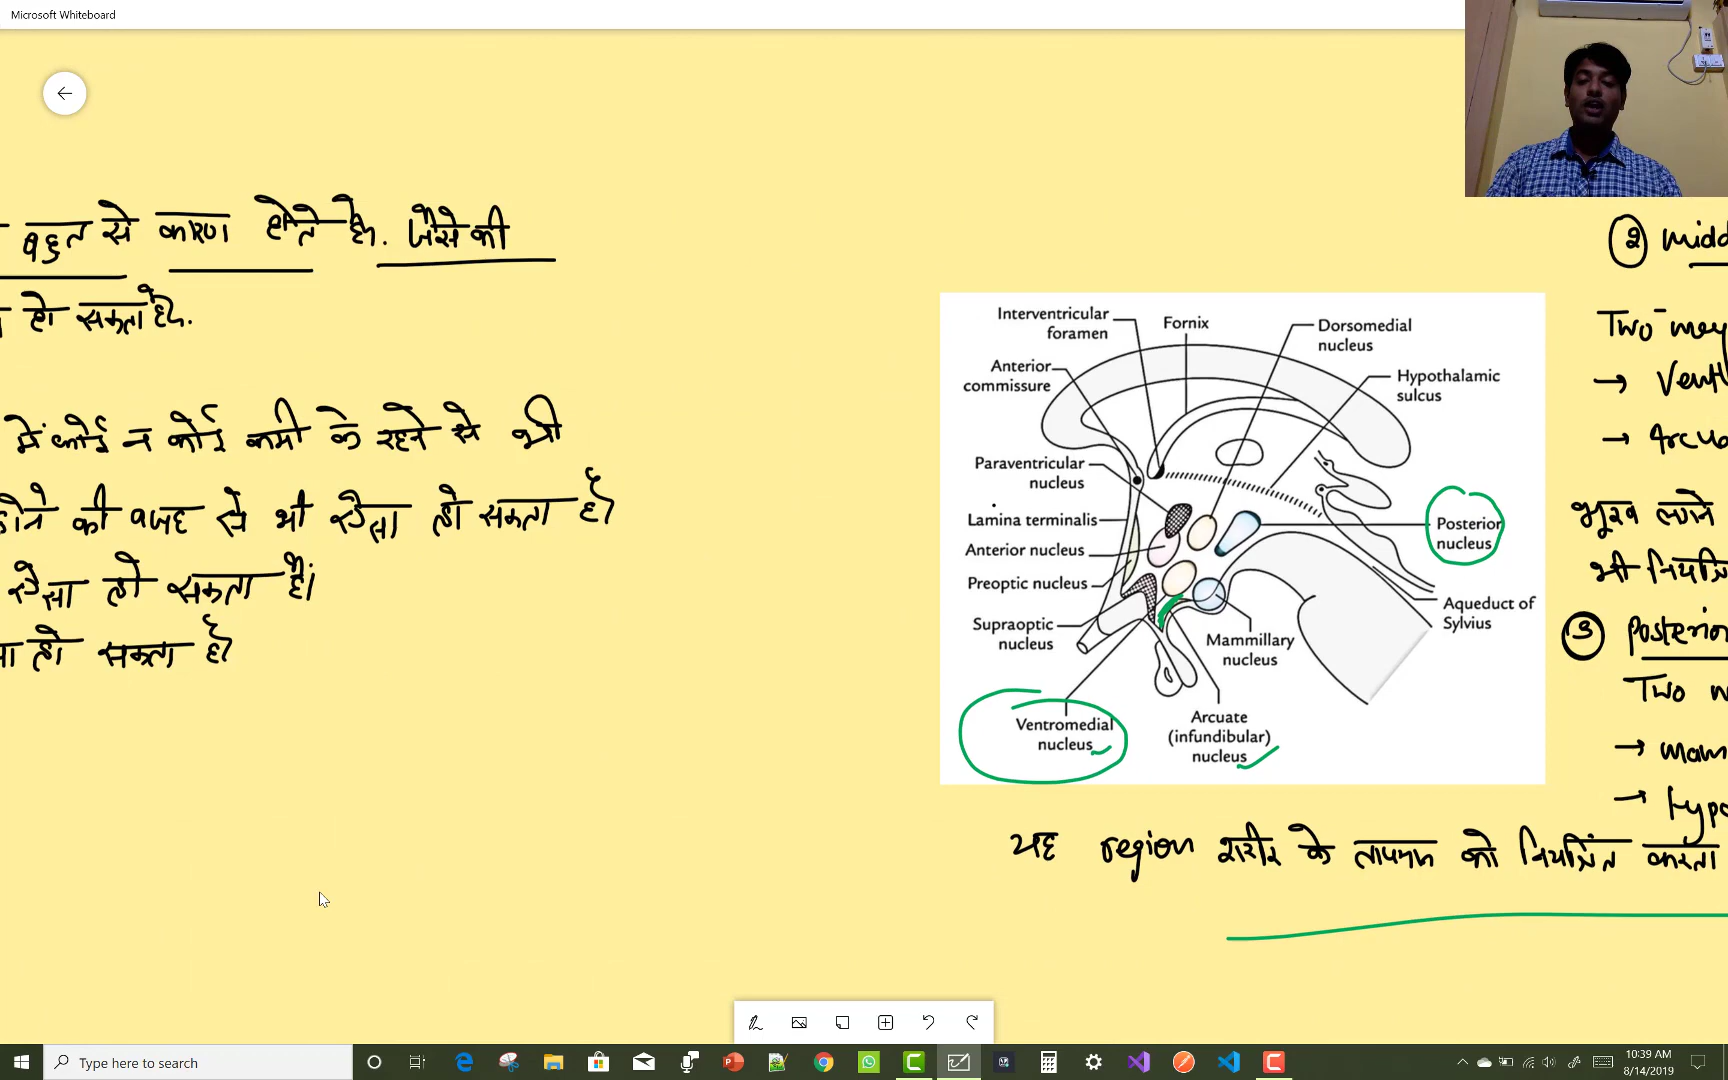 Microsoft Whiteboard
बहुत से कारण होते है. जैसे की
हो सकता है.
में कोई न कोई कमी के रहने से भी
होने की वजह से भी ऐसा हो सकता है
ऐसा हो सकता है।
हो सकता है
Interventricular
foramen
Fornix
Dorsomedial
nucleus
Anterior
commissure
Hypothalamic
sulcus
Paraventricular
nucleus
Lamina terminalis
Anterior nucleus
Preoptic nucleus
Supraoptic
nucleus
Posterior
nucleus
Aqueduct of
Sylvius
Mammillary
nucleus
Ventromedial
nucleus
Arcuate
(infundibular)
nucleus
② midd
Two
→ Vent
→ Arcu
भूख
भी
③ Posterio
Two
→ mam
→ Hypo
यह region शरीर के तापमान को नियंत्रित करता
Type here to search
10:39 AM
8/14/2019